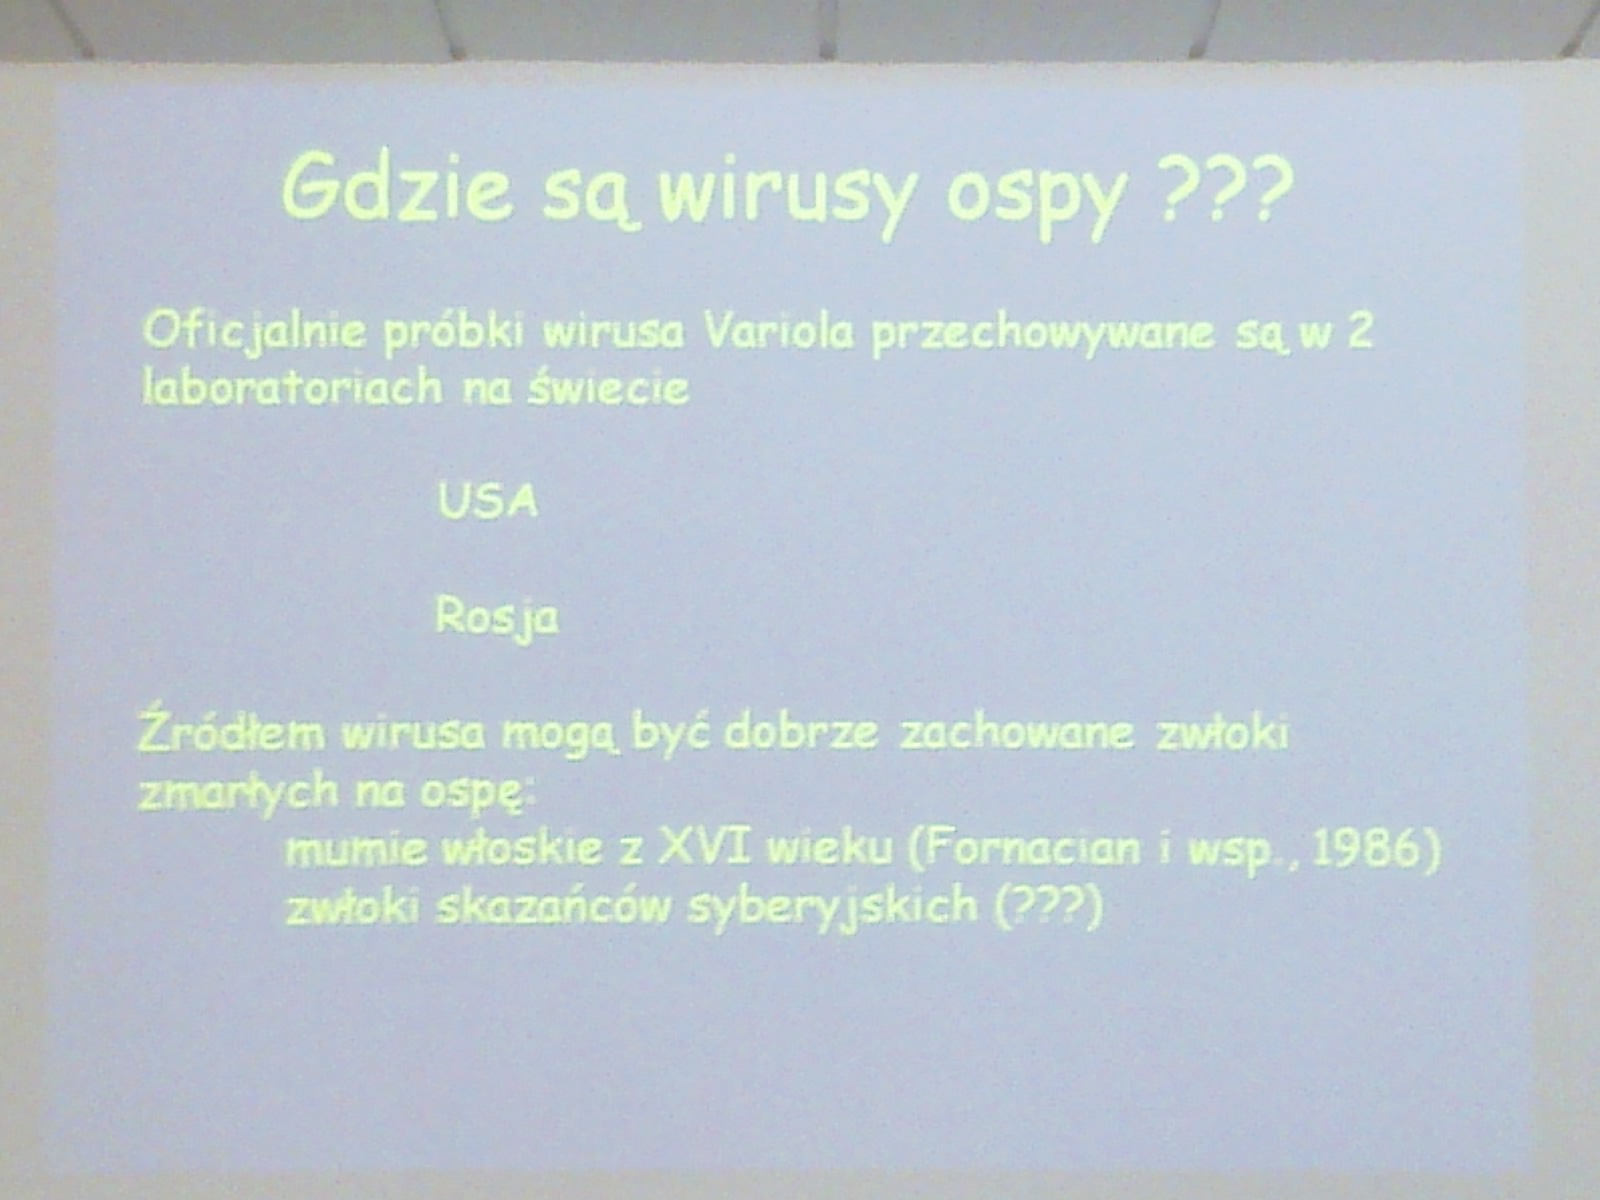 Gdzie są wirusy ospy ???
Oficjalnie próbki wirusa Variola przechowywane są w 2
laboratoriach na świecie
USA
Rosja
Źródłem wirusa mogą być dobrze zachowane zwłoki
zmarłych na ospę:
mumie włoskie z XVI wieku (Fornacian i wsp., 1986)
zwłoki skazańców syberyjskich (???)